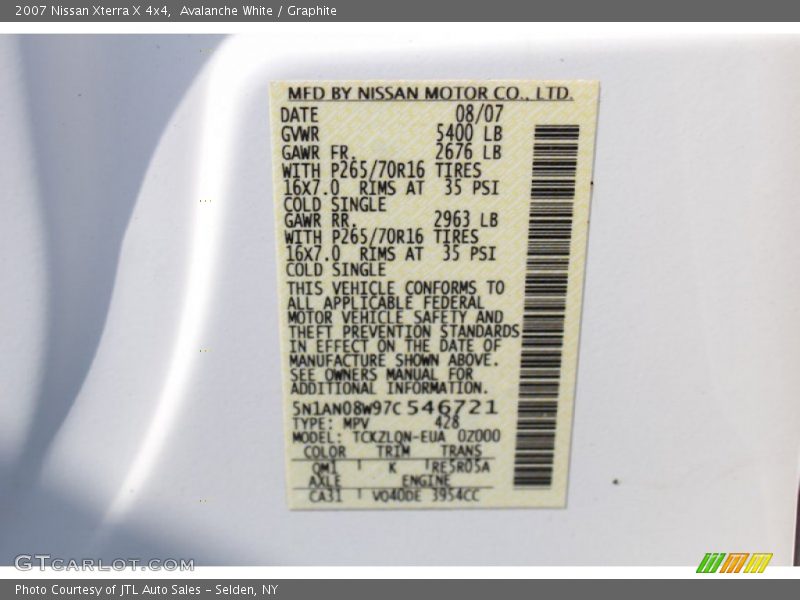 2007 Nissan Xterra X 4x4,  Avalanche White / Graphite
MFD BY NISSAN MOTOR CO., LTD.
DATE 08/07
GVWR 5400 LB
GAWR FR. 2676 LB
WITH P265/70R16 TIRES
16X7.0 RIMS AT 35 PSI
COLD SINGLE
GAWR RR. 2963 LB
WITH P265/70R16 TIRES
16X7.0 RIMS AT 35 PSI
COLD SINGLE
THIS VEHICLE CONFORMS TO
ALL APPLICABLE FEDERAL
MOTOR VEHICLE SAFETY AND
THEFT PREVENTION STANDARDS
IN EFFECT ON THE DATE OF
MANUFACTURE SHOWN ABOVE.
SEE OWNERS MANUAL FOR
ADDITIONAL INFORMATION.
5N1AN08W97C546721
TYPE: MPV 428
MODEL: TCKZLQN-EUA 0Z000
COLOR TRIM TRANS
QM1 K RE5R05A
AXLE ENGINE
CA31 VQ40DE 3954CC
GTCARLOT.COM
Photo Courtesy of JTL Auto Sales - Selden, NY